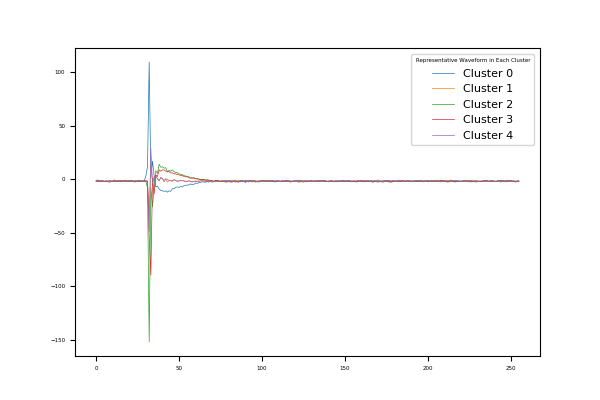 Representative Waveform in Each Cluster
Cluster 0
Cluster 1
Cluster 2
Cluster 3
Cluster 4
100
50
0
−50
−100
−150
0 50 100 150 200 250